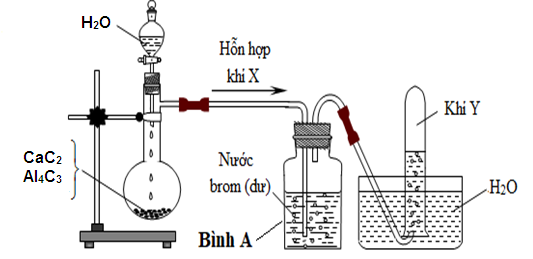 H₂O
Hỗn hợp
khí X
Khí Y
CaC₂
Al₄C₃
Nước
brom (dư)
H₂O
Bình A